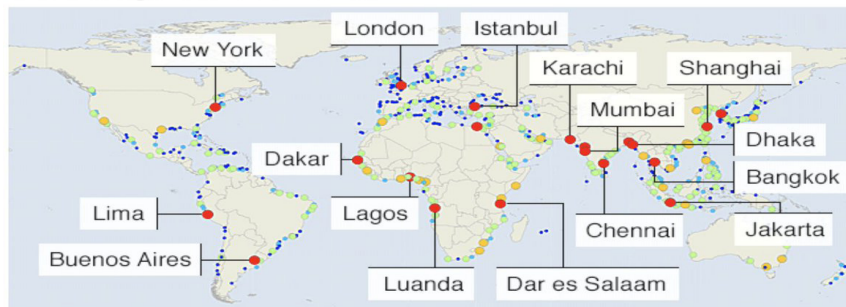 London
Istanbul
New York
Karachi
Shanghai
Mumbai
Dhaka
Dakar
Bangkok
Lima
Lagos
Chennai
Jakarta
Buenos Aires
Luanda
Dar es Salaam